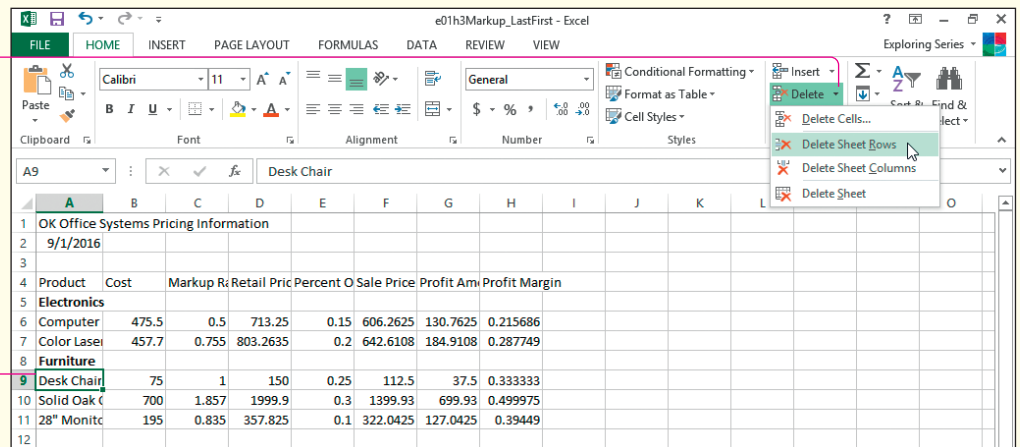 e01h3Markup_LastFirst - Excel
FILE HOME INSERT PAGE LAYOUT FORMULAS DATA REVIEW VIEW Exploring Series
Calibri 11 General Conditional Formatting Insert
Format as Table Delete
Paste B I U $ % Cell Styles Find &
Clipboard Font Alignment Number Styles
Delete Cells...
Delete Sheet Rows
Delete Sheet Columns
Delete Sheet
A9 fx Desk Chair
A B C D E F G H I J K L O
1 OK Office Systems Pricing Information
2 9/1/2016
3
4 Product Cost Markup Ra Retail Pric Percent O Sale Price Profit Am Profit Margin
5 Electronics
6 Computer 475.5 0.5 713.25 0.15 606.2625 130.7625 0.215686
7 Color Laser 457.7 0.755 803.2635 0.2 642.6108 184.9108 0.287749
8 Furniture
9 Desk Chair 75 1 150 0.25 112.5 37.5 0.333333
10 Solid Oak 700 1.857 1999.9 0.3 1399.93 699.93 0.499975
11 28" Monito 195 0.835 357.825 0.1 322.0425 127.0425 0.39449
12